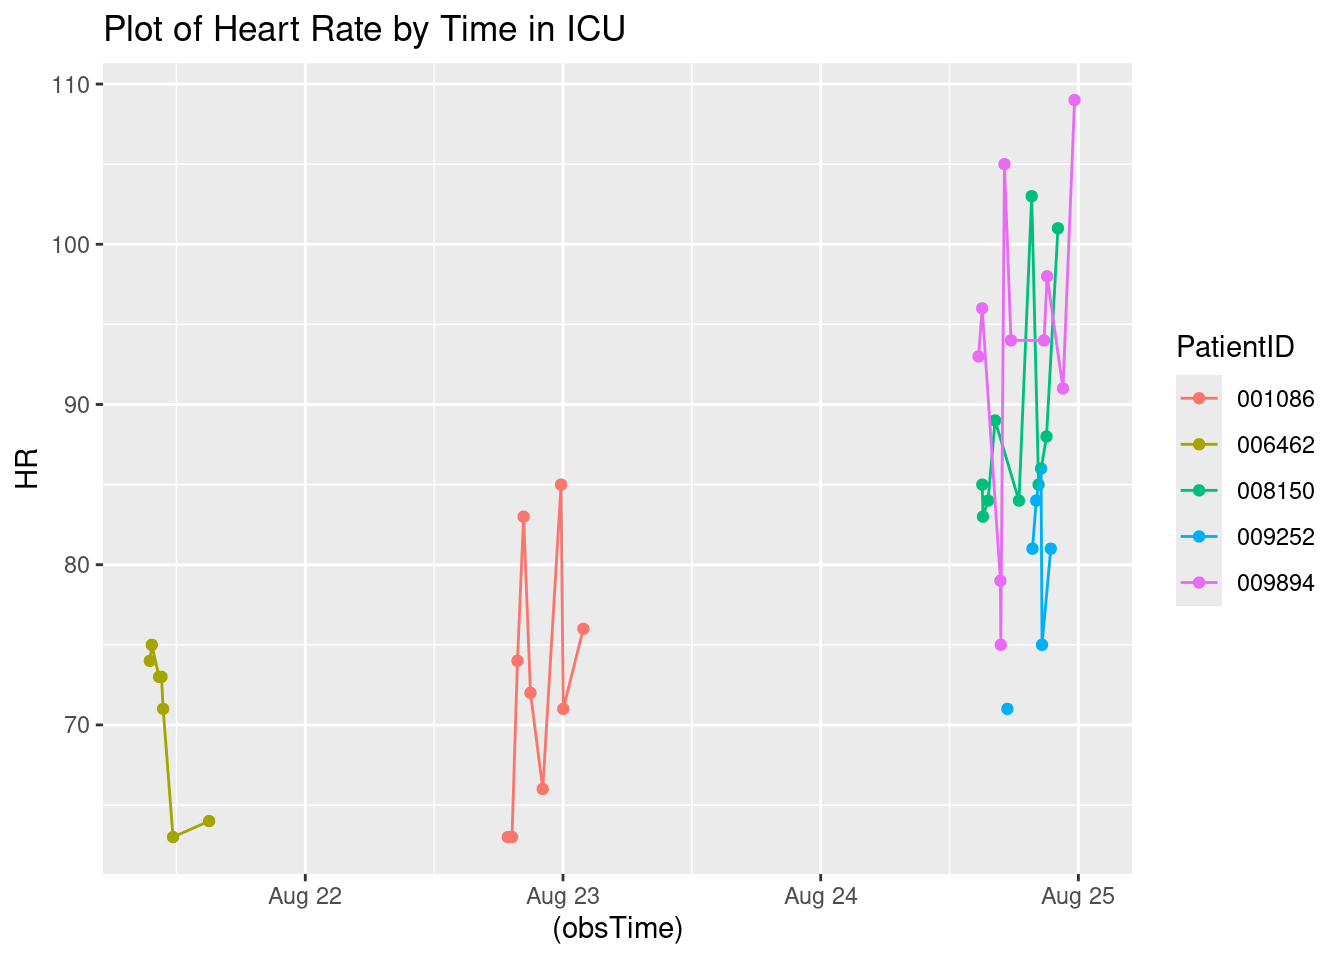 Plot of Heart Rate by Time in ICU
110
100
90
80
70
HR
Aug 22
Aug 23
Aug 24
Aug 25
(obsTime)
PatientID
001086
006462
008150
009252
009894